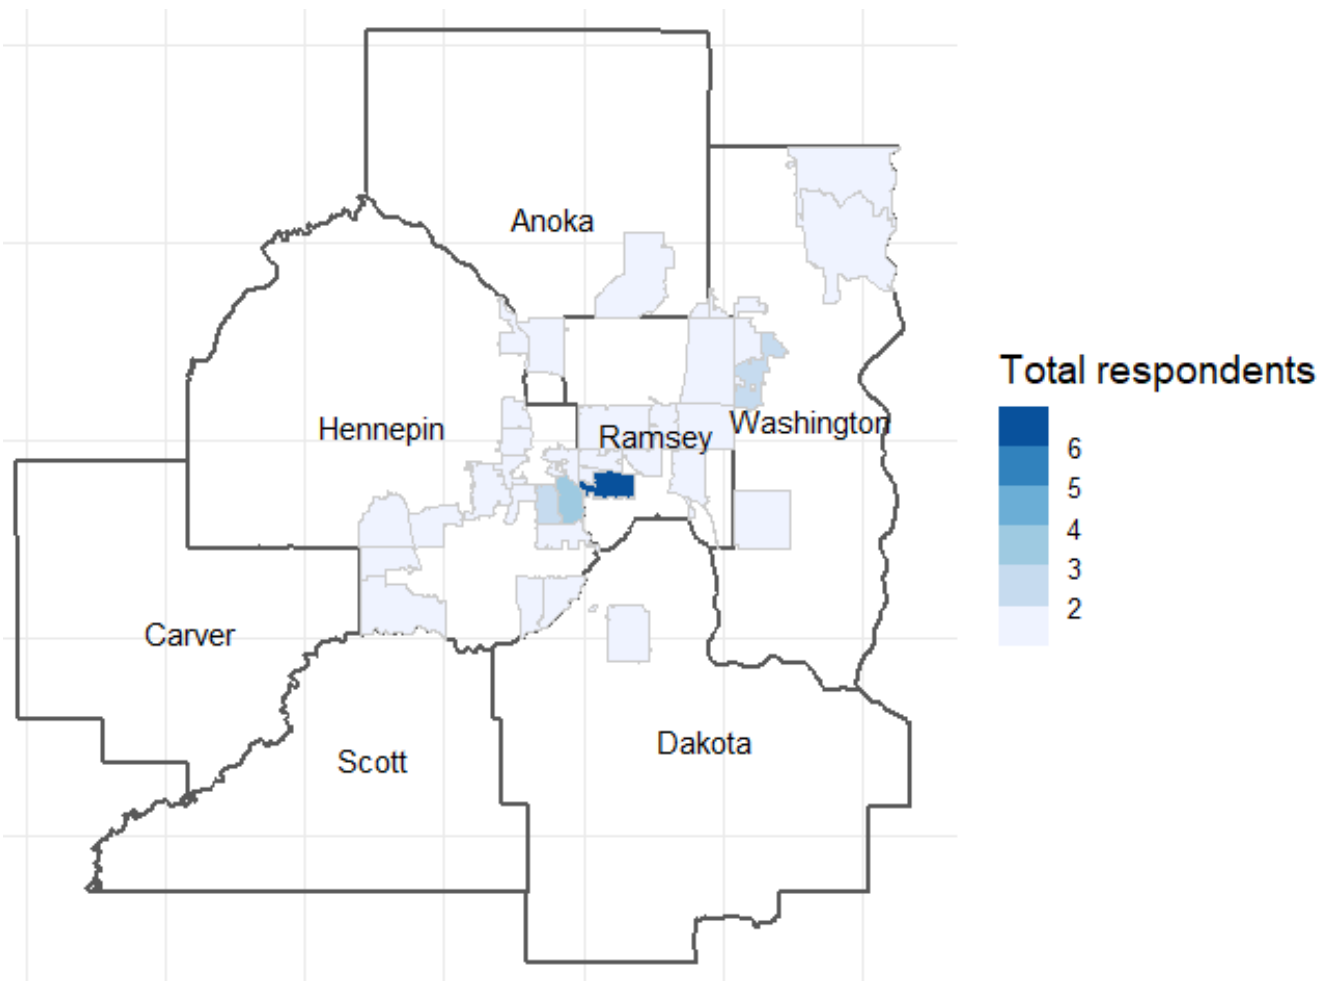 Anoka
Total respondents
Hennepin
Ramsey
Washington
6
5
4
3
2
Carver
Scott
Dakota